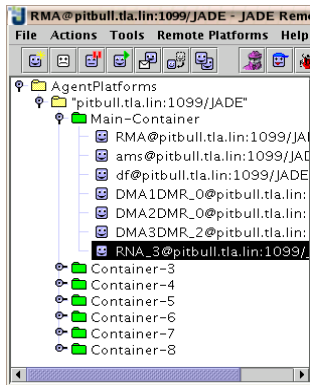 RMA@pitbull.tla.lin:1099/JADE - JADE Rem
File Actions Tools Remote Platforms Help
AgentPlatforms
"pitbull.tla.lin:1099/JADE"
Main-Container
RMA@pitbull.tla.lin:1099/JA
ams@pitbull.tla.lin:1099/JA
df@pitbull.tla.lin:1099/JADE
DMA1DMR_0@pitbull.tla.lin:
DMA2DMR_0@pitbull.tla.lin:
DMA3DMR_2@pitbull.tla.lin:
RNA_3@pitbull.tla.lin:1099/
Container-3
Container-4
Container-5
Container-6
Container-7
Container-8